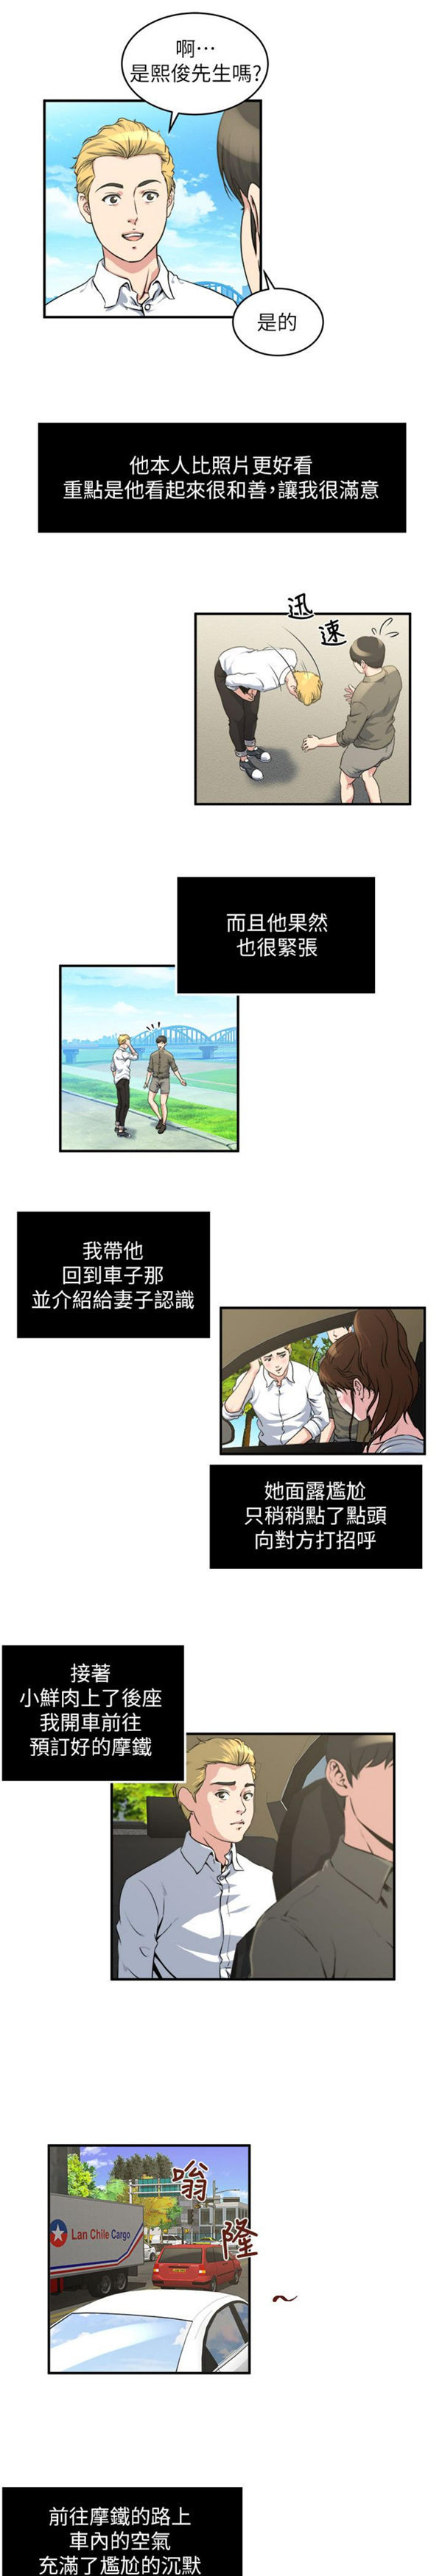 啊…
是熙俊先生嗎?
是的
他本人比照片更好看
重點是他看起來很和善,讓我很滿意
迅
速
而且他果然
也很緊張
我帶他
回到車子那
並介紹給妻子認識
她面露尷尬
只稍稍點了點頭
向對方打招呼
接著
小鮮肉上了後座
我開車前往
預訂好的摩鐵
嗡
隆
~
Lan Chile Cargo
前往摩鐵的路上
車內的空氣
充滿了尷尬的沉默